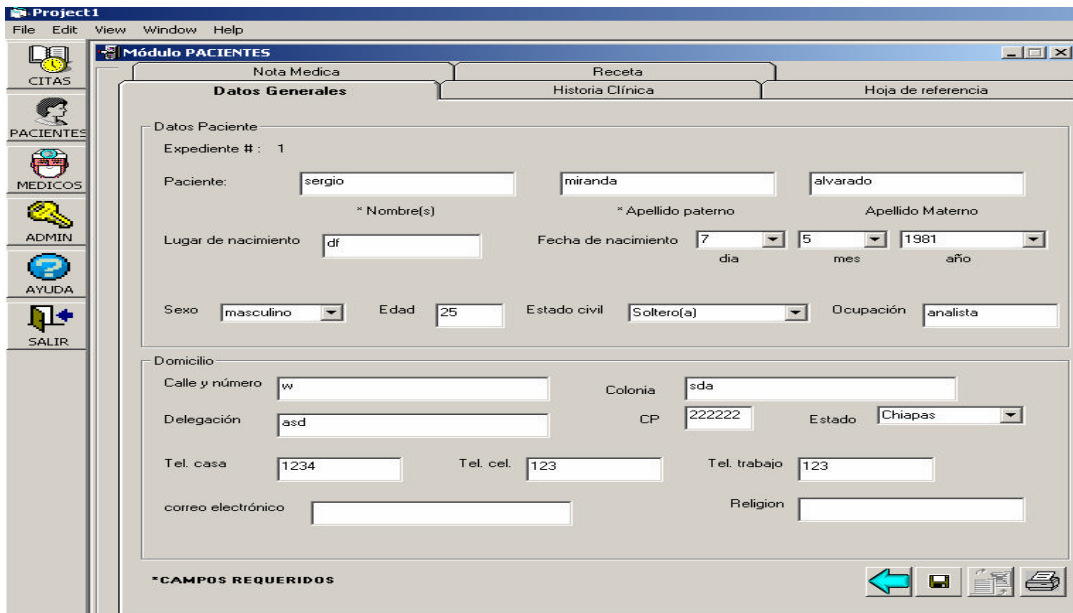 Project1
File Edit View Window Help
Módulo PACIENTES
CITAS
PACIENTES
MEDICOS
ADMIN
AYUDA
SALIR
Nota Medica Receta
Datos Generales Historia Clínica Hoja de referencia
Datos Paciente
Expediente # : 1
Paciente: sergio miranda alvarado
* Nombre(s) * Apellido paterno Apellido Materno
Lugar de nacimiento df Fecha de nacimiento 7 5 1981
dia mes año
Sexo masculino Edad 25 Estado civil Soltero(a) Ocupación analista
Domicilio
Calle y número w Colonia sda
Delegación asd CP 222222 Estado Chiapas
Tel. casa 1234 Tel. cel. 123 Tel. trabajo 123
correo electrónico Religion
*CAMPOS REQUERIDOS